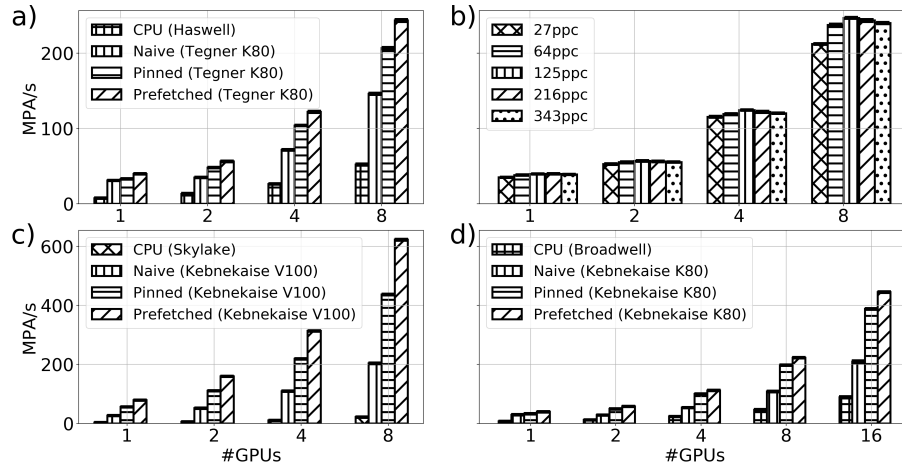 a)
CPU (Haswell)
Naive (Tegner K80)
Pinned (Tegner K80)
Prefetched (Tegner K80)
MPA/s
200
100
0
1 2 4 8
b)
27ppc
64ppc
125ppc
216ppc
343ppc
1 2 4 8
c)
CPU (Skylake)
Naive (Kebnekaise V100)
Pinned (Kebnekaise V100)
Prefetched (Kebnekaise V100)
MPA/s
600
400
200
0
1 2 4 8
#GPUs
d)
CPU (Broadwell)
Naive (Kebnekaise K80)
Pinned (Kebnekaise K80)
Prefetched (Kebnekaise K80)
1 2 4 8 16
#GPUs